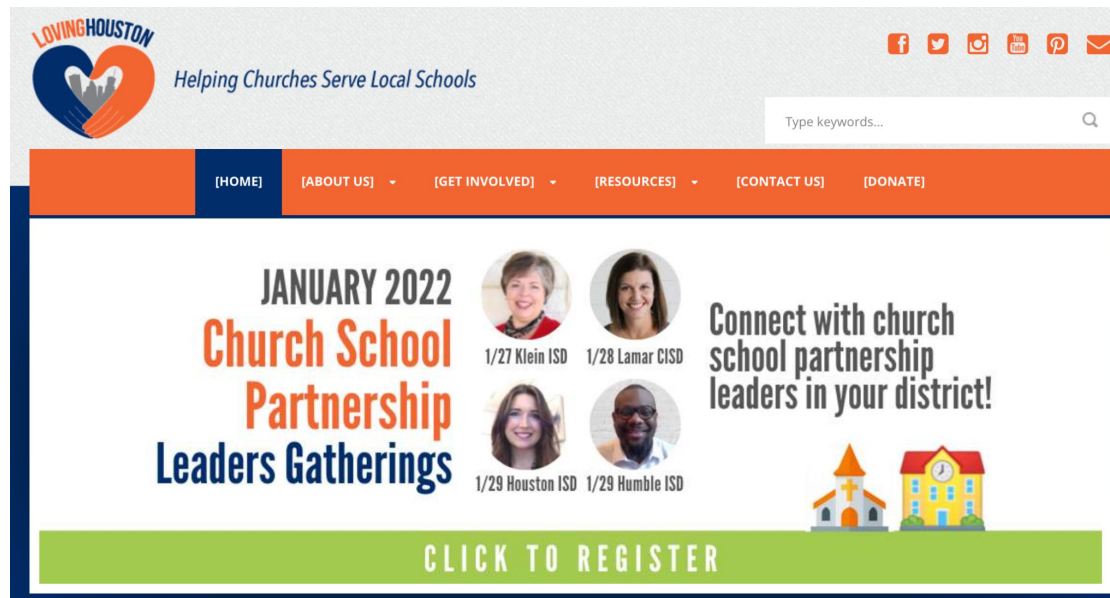 LOVINGHOUSTON
Helping Churches Serve Local Schools
You
Tube
Type keywords...
[HOME] [ABOUT US] [GET INVOLVED] [RESOURCES] [CONTACT US] [DONATE]
JANUARY 2022
Church School
Partnership
Leaders Gatherings
1/27 Klein ISD 1/28 Lamar CISD
1/29 Houston ISD 1/29 Humble ISD
Connect with church
school partnership
leaders in your district!
CLICK TO REGISTER